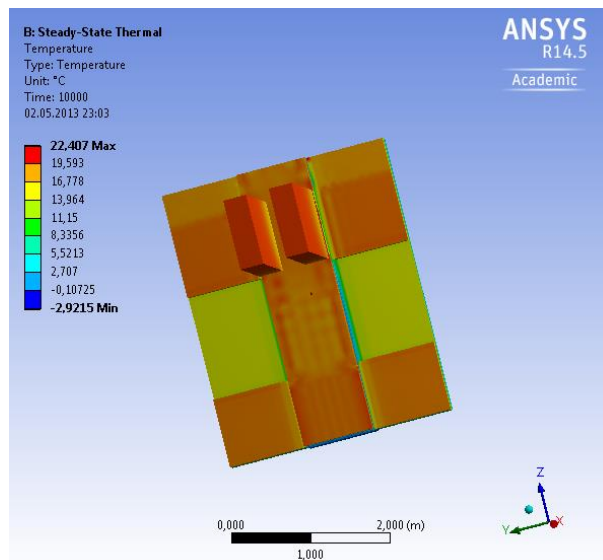 B: Steady-State Thermal
Temperature
Type: Temperature
Unit: °C
Time: 10000
02.05.2013 23:03
ANSYS
R14.5
Academic
22,407 Max
19,593
16,778
13,964
11,15
8,3356
5,5213
2,707
-0,10725
-2,9215 Min
0,000
2,000 (m)
1,000
Z
Y
X